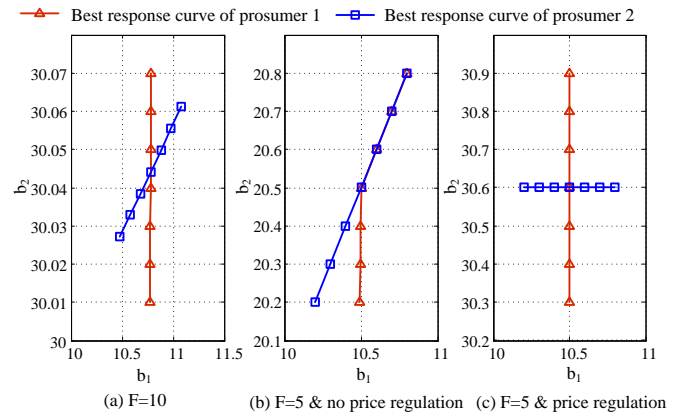 Best response curve of prosumer 1 Best response curve of prosumer 2
30.07
30.06
30.05
30.04
30.03
30.02
30.01
30
b2
10 10.5 11 11.5
b1
(a) F=10
20.8
20.7
20.6
20.5
20.4
20.3
20.2
20.1
b2
10 10.5 11
b1
(b) F=5 & no price regulation
30.9
30.8
30.7
30.6
30.5
30.4
30.3
30.2
b2
10 10.5 11
b1
(c) F=5 & price regulation